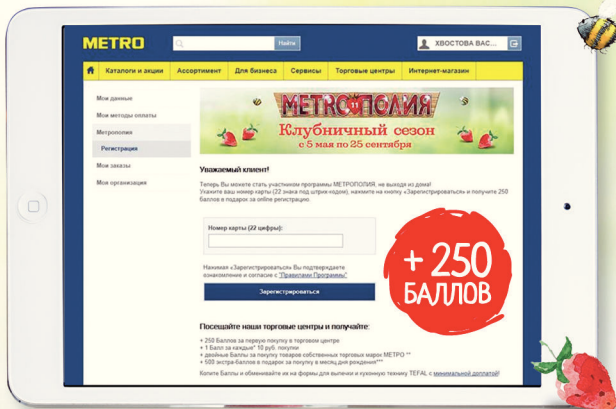 METRO
Найти
ХВОСТОВА ВАС...
Каталоги и акции Ассортимент Для бизнеса Сервисы Торговые центры Интернет-магазин
Мои данные
Мои методы оплаты
Метрополия
Регистрация
Мои заказы
Моя организация
МЕТРОПОЛИЯ
11
Клубничный сезон
с 5 мая по 25 сентября
Уважаемый клиент!
Теперь Вы можете стать участником программы МЕТРОПОЛИЯ, не выходя из дома!
Укажите ваш номер карты (22 знака под штрих-кодом), нажмите на кнопку «Зарегистрироваться» и получите 250
баллов в подарок за online регистрацию.
Номер карты (22 цифры):
Нажимая «Зарегистрироваться» Вы подтверждаете
ознакомление и согласие с "Правилами Программы"
Зарегистрироваться
+ 250
БАЛЛОВ
Посещайте наши торговые центры и получайте:
+ 250 Баллов за первую покупку в торговом центре
+ 1 Балл за каждые* 10 руб. покупки
+ двойные Баллы за покупку товаров собственных торговых марок МЕТРО **
+ 500 экстра-баллов в подарок за покупку в месяц дня рождения***
Копите Баллы и обменивайте их на формы для выпечки и кухонную технику TEFAL с минимальной доплатой!